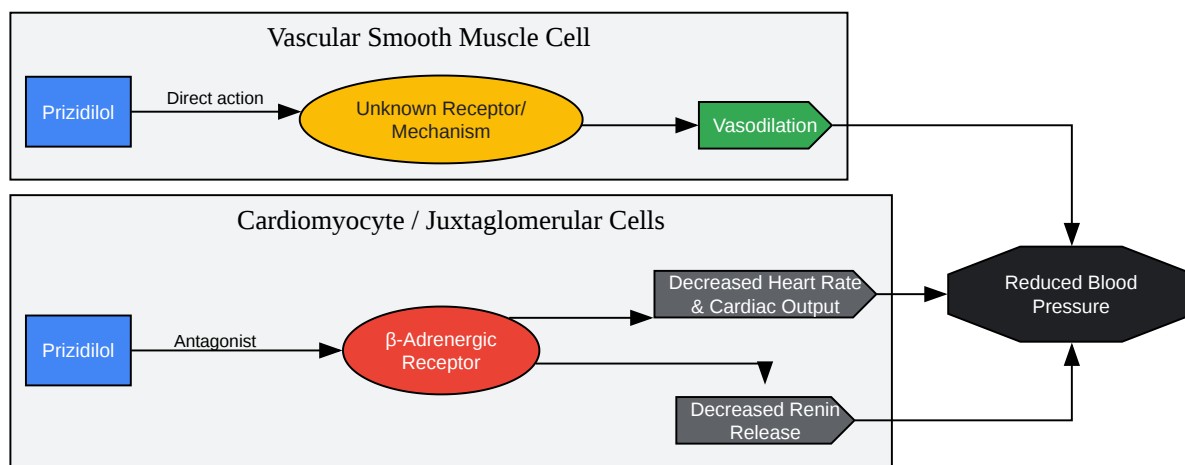 Vascular Smooth Muscle Cell
Prizidilol
Direct action
Unknown Receptor/
Mechanism
Vasodilation
Cardiomyocyte / Juxtaglomerular Cells
Prizidilol
Antagonist
β-Adrenergic
Receptor
Decreased Heart Rate
& Cardiac Output
Decreased Renin
Release
Reduced Blood
Pressure